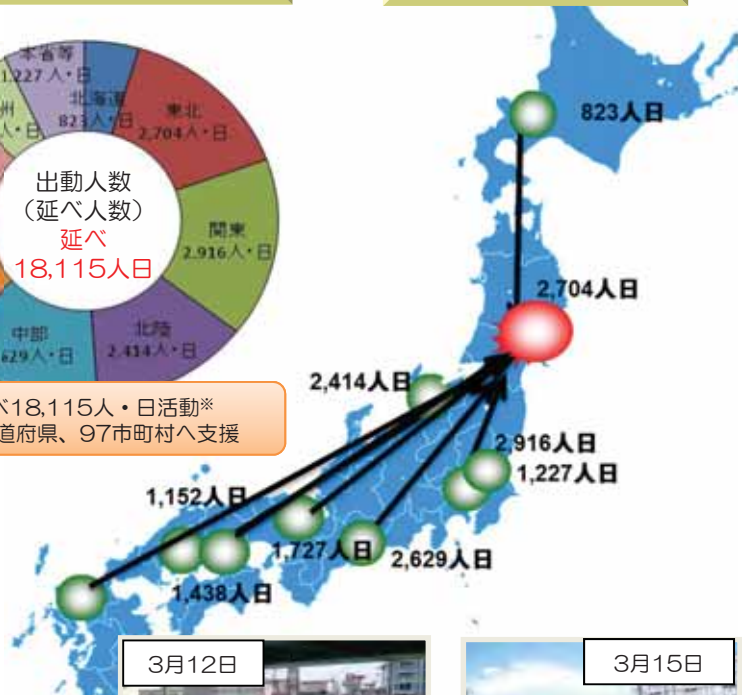 本省等
1,227人・日
北海道
823人・日
東北
2,704人・日
州
人・日
関東
2,916人・日
出動人数
(延べ人数)
延べ
18,115人日
中部
629人・日
北陸
2,414人・日
べ18,115人・日活動※
道府県、97市町村へ支援
823人日
2,704人日
2,414人日
2,916人日
1,227人日
1,152人日
1,727人日
2,629人日
1,438人日
3月12日
3月15日